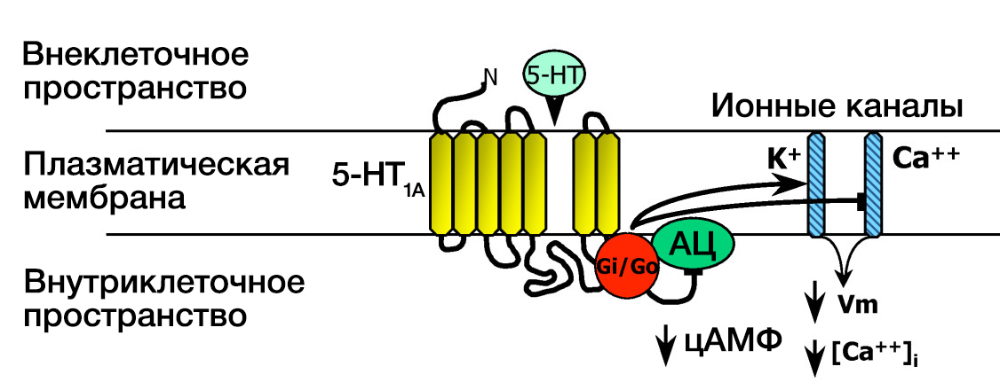 Внеклеточное
пространство
N
5-HT
Ионные каналы
Плазматическая
мембрана
5-HT1A
K++
Ca++
АЦ
Gi/Go
Внутриклеточное
пространство
Vm
цАМФ
[Ca++]i